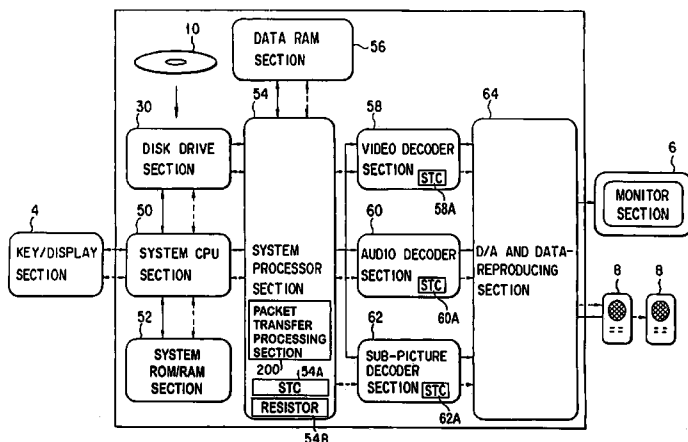 10
DATA RAM
SECTION
56
54
30
DISK DRIVE
SECTION
58
VIDEO DECODER
SECTION
STC
58A
64
6
MONITOR
SECTION
4
KEY/DISPLAY
SECTION
50
SYSTEM CPU
SECTION
SYSTEM
PROCESSOR
SECTION
60
AUDIO DECODER
SECTION
STC
60A
D/A AND DATA-
REPRODUCING
SECTION
8
8
52
SYSTEM
ROM/RAM
SECTION
PACKET
TRANSFER
PROCESSING
SECTION
200
54A
STC
RESISTOR
54B
62
SUB-PICTURE
DECODER
SECTION
STC
62A